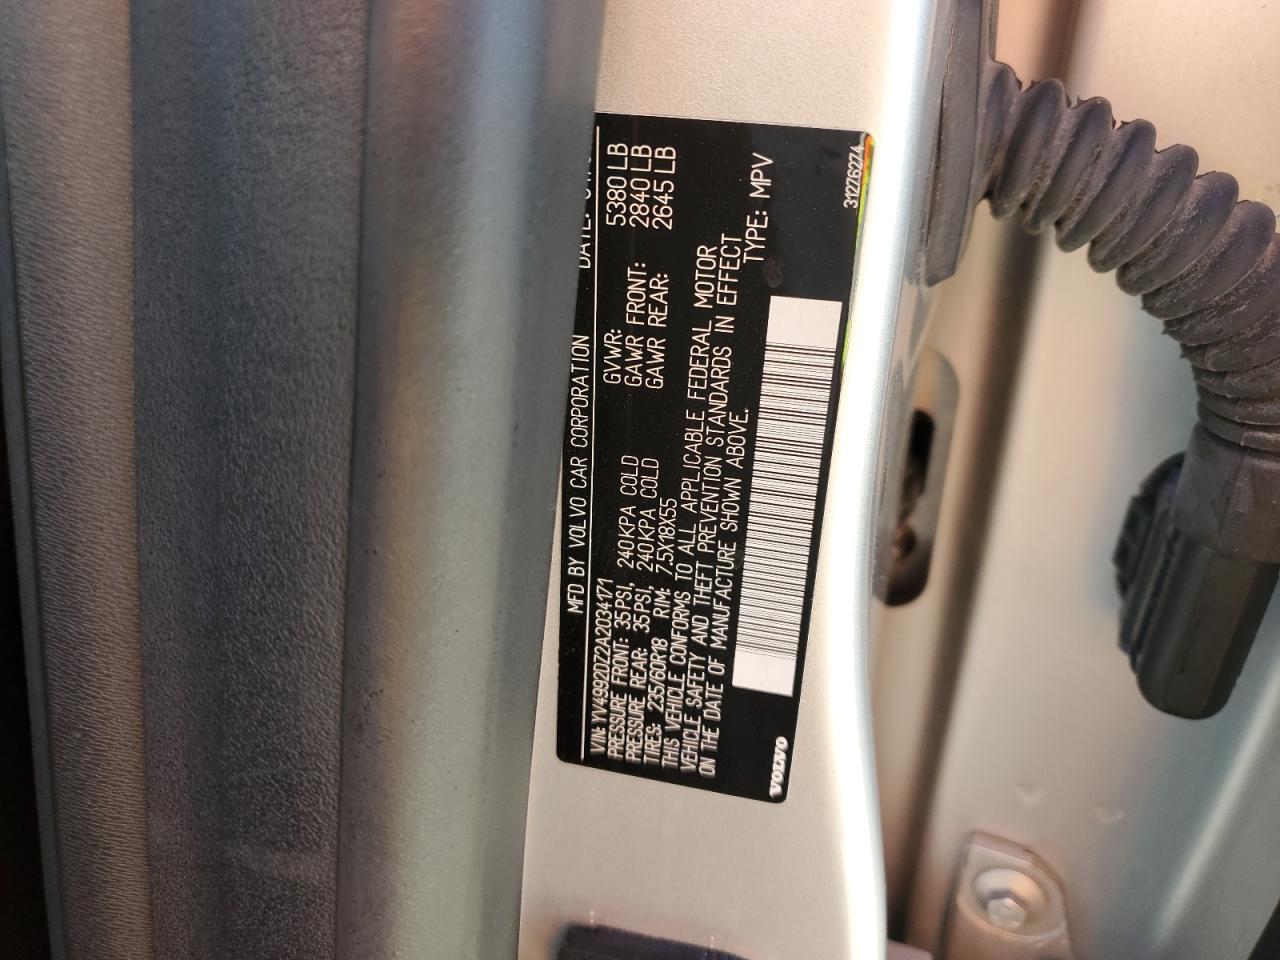 MFD BY VOLVO CAR CORPORATION
VIN: YV4992DZ2A2034171 GVWR: 5380 LB
PRESSURE FRONT: 35PSI, 240KPA COLD GAWR FRONT: 2840 LB
PRESSURE REAR: 35PSI, 240KPA COLD GAWR REAR: 2645 LB
TIRES: 235/60R18 RIM: 7.5X18X55
THIS VEHICLE CONFORMS TO ALL APPLICABLE FEDERAL MOTOR
VEHICLE SAFETY AND THEFT PREVENTION STANDARDS IN EFFECT
ON THE DATE OF MANUFACTURE SHOWN ABOVE. TYPE: MPV
VOLVO 31276274